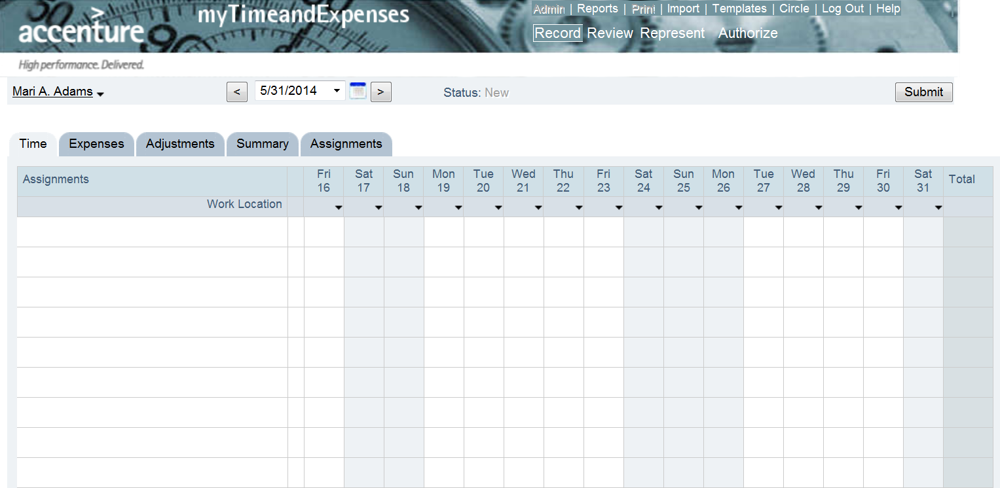 accenture
High performance. Delivered.
myTimeandExpenses
Admin | Reports | Print | Import | Templates | Circle | Log Out | Help
Record Review Represent Authorize
Mari A. Adams
< 5/31/2014 >
Status: New
Submit
Time Expenses Adjustments Summary Assignments
Assignments Fri Sat Sun Mon Tue Wed Thu Fri Sat Sun Mon Tue Wed Thu Fri Sat Total
16 17 18 19 20 21 22 23 24 25 26 27 28 29 30 31
Work Location